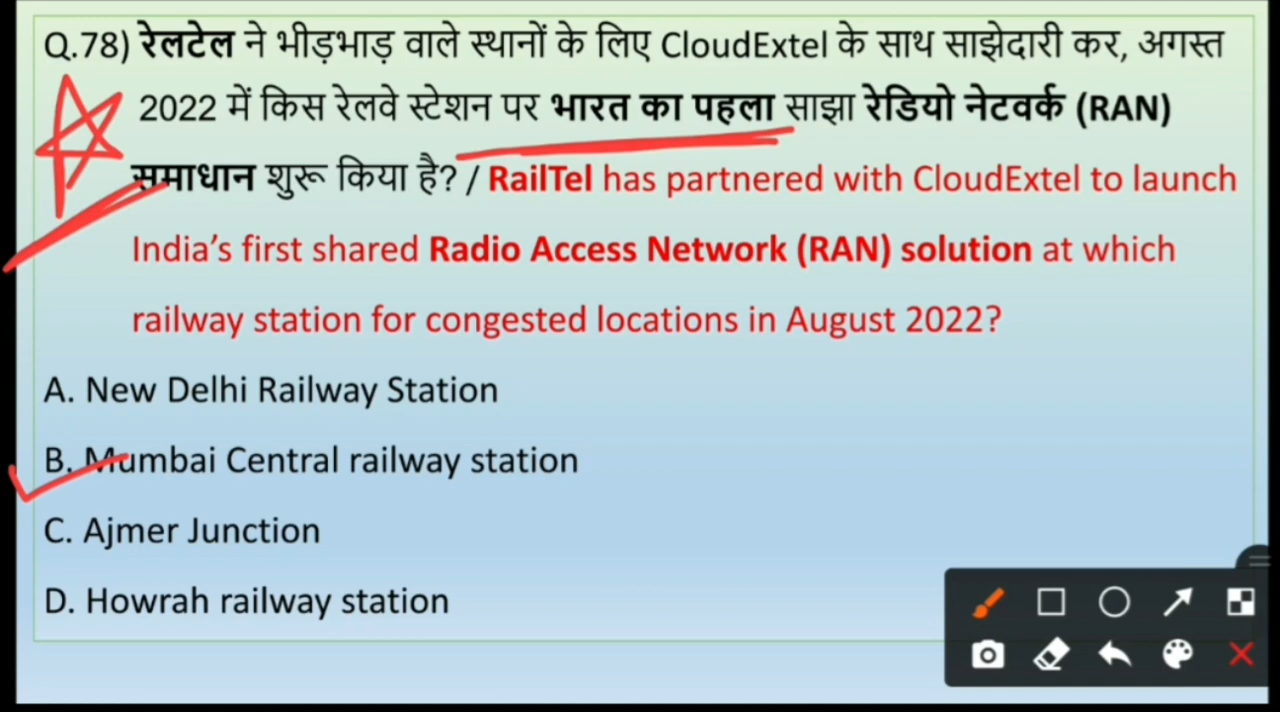 Q.78) रेलटेल ने भीड़भाड़ वाले स्थानों के लिए CloudExtel के साथ साझेदारी कर, अगस्त
2022 में किस रेलवे स्टेशन पर भारत का पहला साझा रेडियो नेटवर्क (RAN)
समाधान शुरू किया है? / RailTel has partnered with CloudExtel to launch
India’s first shared Radio Access Network (RAN) solution at which
railway station for congested locations in August 2022?
A. New Delhi Railway Station
B. Mumbai Central railway station
C. Ajmer Junction
D. Howrah railway station